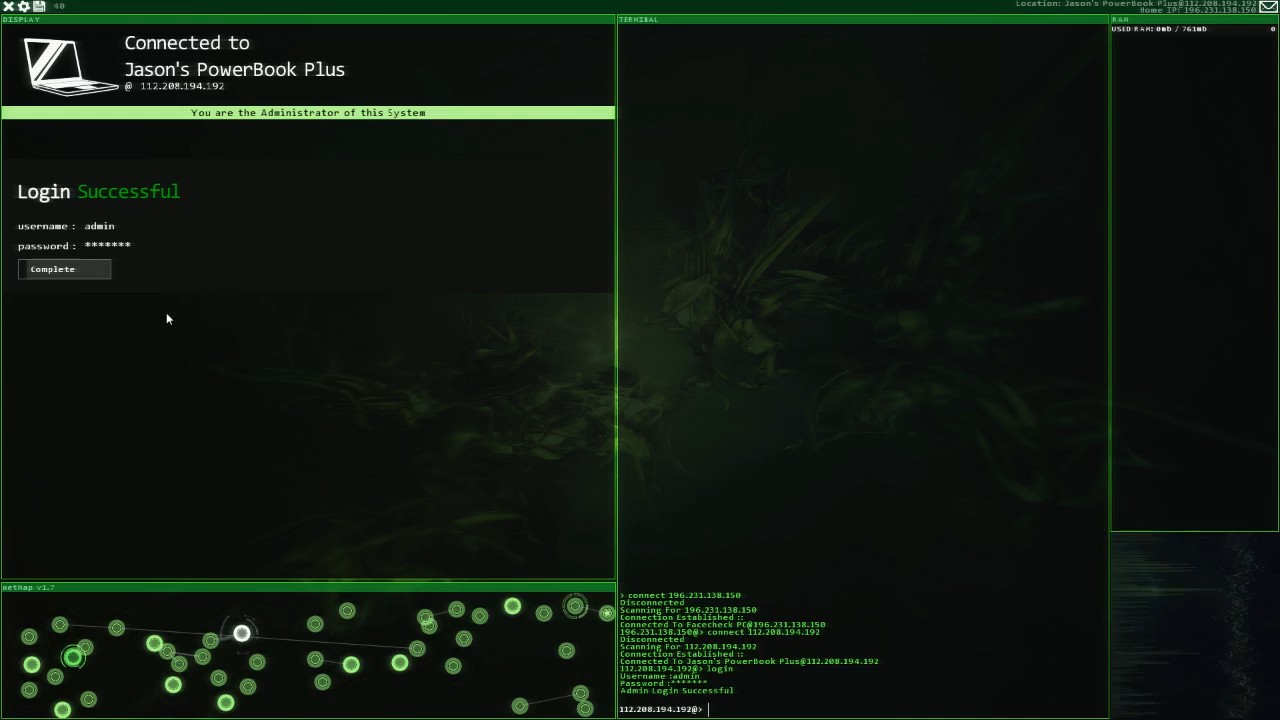 40
Location: Jason's PowerBook Plus@112.208.194.192
Home IP: 196.231.138.150
DISPLAY
Connected to
Jason's PowerBook Plus
@ 112.208.194.192
You are the Administrator of this System
Login Successful
username : admin
password : *******
Complete
netMap v1.7
TERMINAL
> connect 196.231.138.150
Disconnected
Scanning For 196.231.138.150
Connection Established ::
Connected To Facecheck PC@196.231.138.150
196.231.138.150@> connect 112.208.194.192
Disconnected
Scanning For 112.208.194.192
Connection Established ::
Connected To Jason's PowerBook Plus@112.208.194.192
112.208.194.192@> login
Username :admin
Password :*******
Admin Login Successful
112.208.194.192@>
RAM
USED RAM: 0mb / 761mb 0